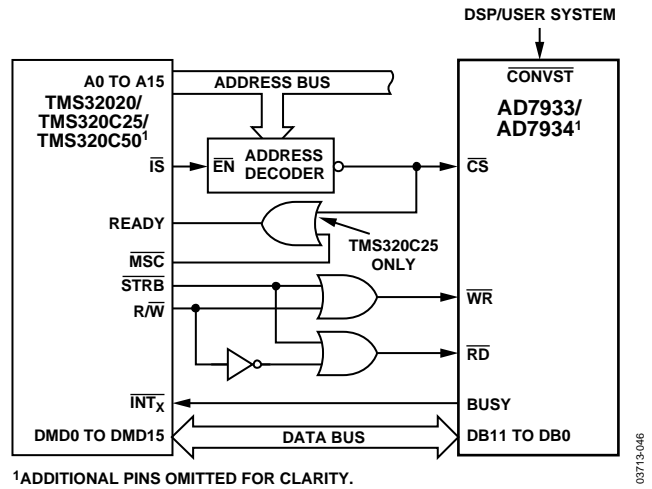 DSP/USER SYSTEM
A0 TO A15
ADDRESS BUS
CONVST
TMS32020/
TMS320C25/
TMS320C50¹
AD7933/
AD7934¹
IS
EN
ADDRESS
DECODER
CS
READY
TMS320C25
ONLY
MSC
STRB
R/W
WR
RD
INTX
BUSY
DMD0 TO DMD15
DATA BUS
DB11 TO DB0
¹ADDITIONAL PINS OMITTED FOR CLARITY.
03713-046